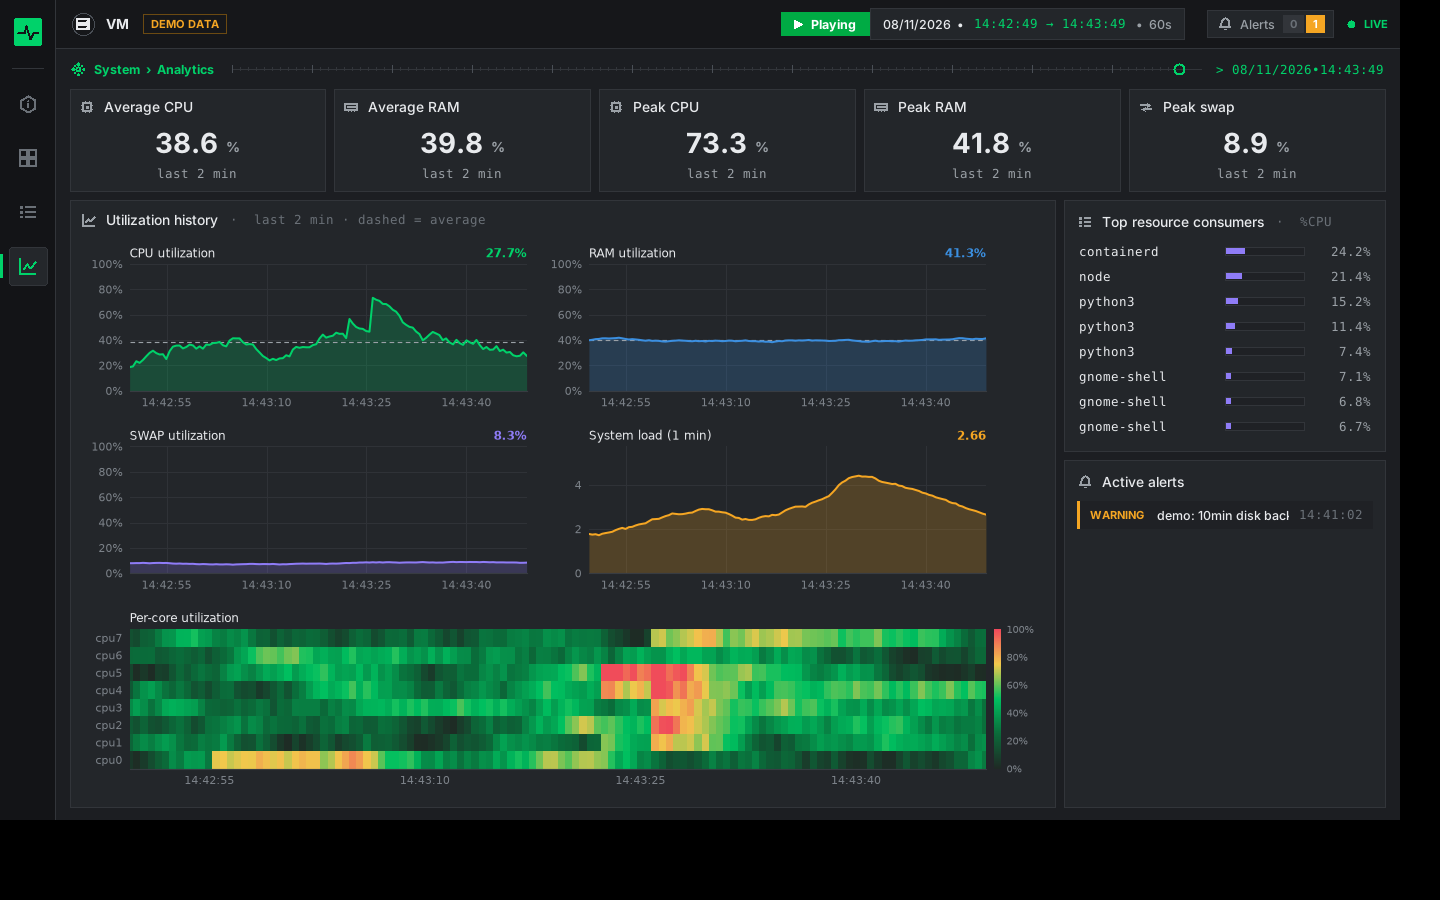 VM DEMO DATA Playing 08/11/2026 • 14:42:49 → 14:43:49 • 60s Alerts 0 1 LIVE
System › Analytics > 08/11/2026•14:43:49
Average CPU
38.6 %
last 2 min
Average RAM
39.8 %
last 2 min
Peak CPU
73.3 %
last 2 min
Peak RAM
41.8 %
last 2 min
Peak swap
8.9 %
last 2 min
Utilization history · last 2 min · dashed = average
CPU utilization 27.7%
100%
80%
60%
40%
20%
0%
14:42:55 14:43:10 14:43:25 14:43:40
RAM utilization 41.3%
100%
80%
60%
40%
20%
0%
14:42:55 14:43:10 14:43:25 14:43:40
SWAP utilization 8.3%
100%
80%
60%
40%
20%
0%
14:42:55 14:43:10 14:43:25 14:43:40
System load (1 min) 2.66
4
2
0
14:42:55 14:43:10 14:43:25 14:43:40
Per-core utilization
cpu7
cpu6
cpu5
cpu4
cpu3
cpu2
cpu1
cpu0
14:42:55 14:43:10 14:43:25 14:43:40
100%
80%
60%
40%
20%
0%
Top resource consumers · %CPU
containerd 24.2%
node 21.4%
python3 15.2%
python3 11.4%
python3 7.4%
gnome-shell 7.1%
gnome-shell 6.8%
gnome-shell 6.7%
Active alerts
WARNING demo: 10min disk back 14:41:02